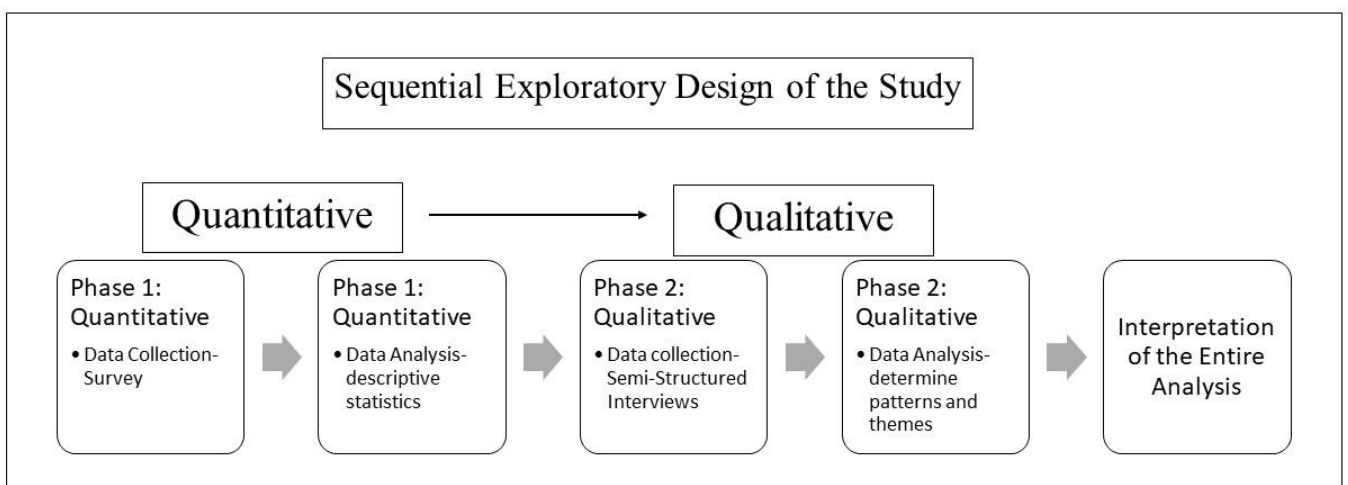 Sequential Exploratory Design of the Study
Quantitative
Qualitative
Phase 1:
Quantitative
• Data Collection-
Survey
Phase 1:
Quantitative
• Data Analysis-
descriptive
statistics
Phase 2:
Qualitative
• Data collection-
Semi-Structured
Interviews
Phase 2:
Qualitative
• Data Analysis-
determine
patterns and
themes
Interpretation
of the Entire
Analysis